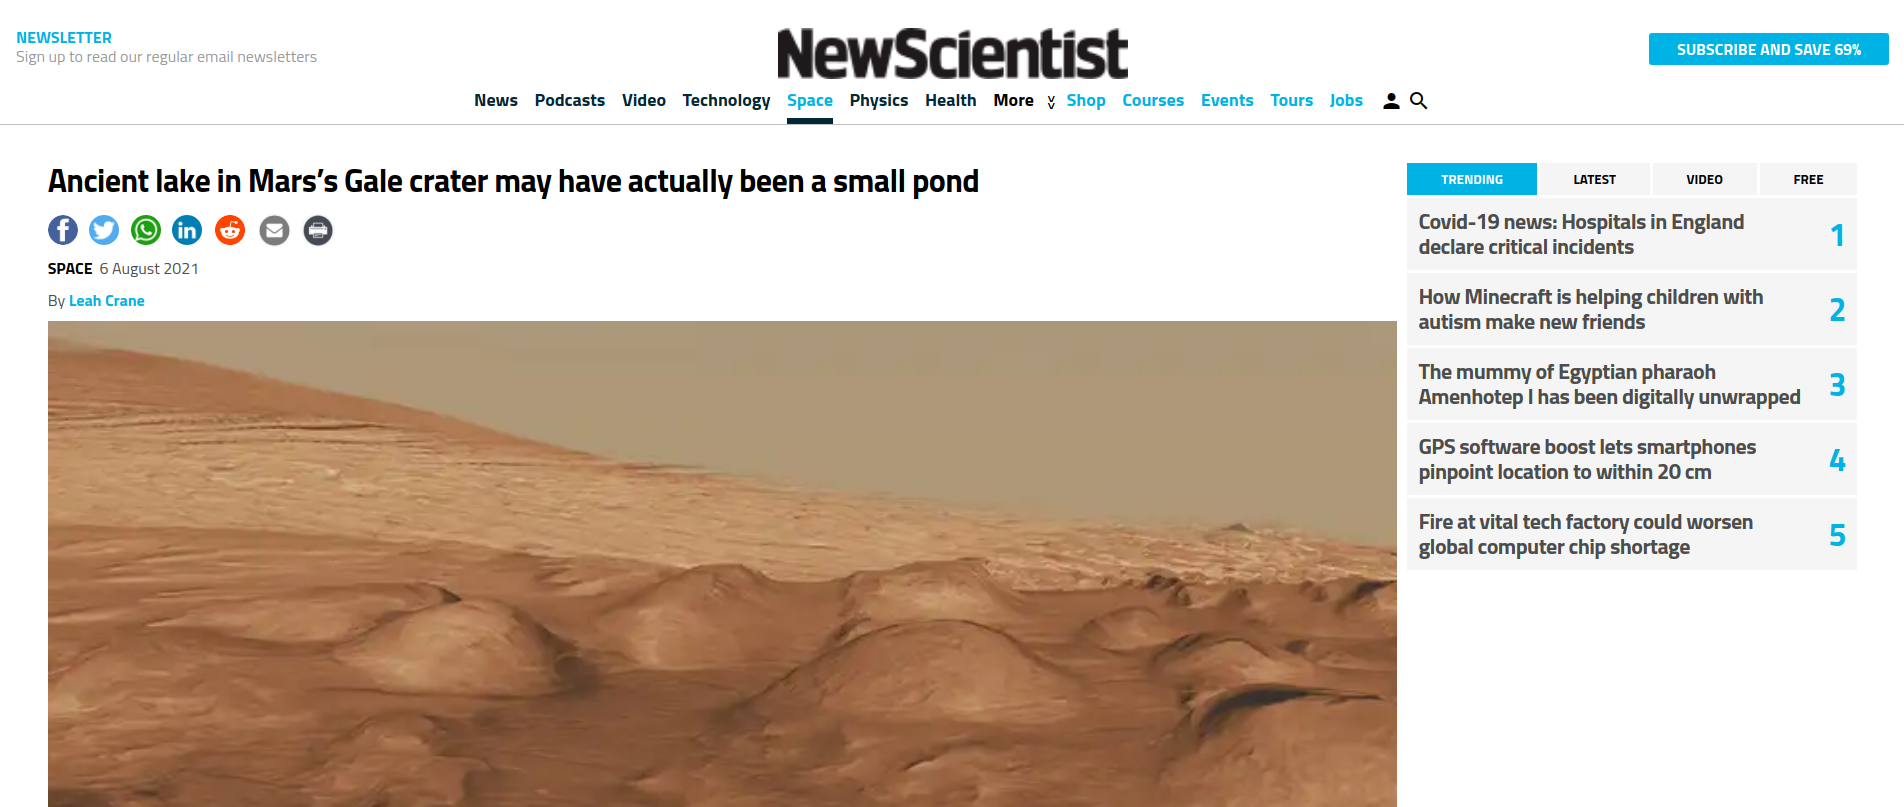 NEWSLETTER
Sign up to read our regular email newsletters
NewScientist
SUBSCRIBE AND SAVE 69%
News Podcasts Video Technology Space Physics Health More Shop Courses Events Tours Jobs
Ancient lake in Mars’s Gale crater may have actually been a small pond
SPACE 6 August 2021
By Leah Crane
TRENDING LATEST VIDEO FREE
Covid-19 news: Hospitals in England
declare critical incidents
1
How Minecraft is helping children with
autism make new friends
2
The mummy of Egyptian pharaoh
Amenhotep I has been digitally unwrapped
3
GPS software boost lets smartphones
pinpoint location to within 20 cm
4
Fire at vital tech factory could worsen
global computer chip shortage
5